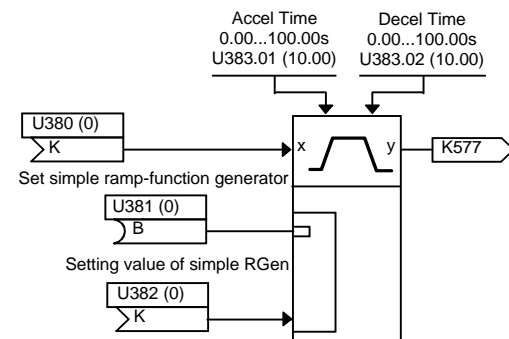 Accel Time
0.00...100.00s
U383.01 (10.00)
Decel Time
0.00...100.00s
U383.02 (10.00)
U380 (0)
K
x
y
K577
Set simple ramp-function generator
U381 (0)
B
Setting value of simple RGen
U382 (0)
K